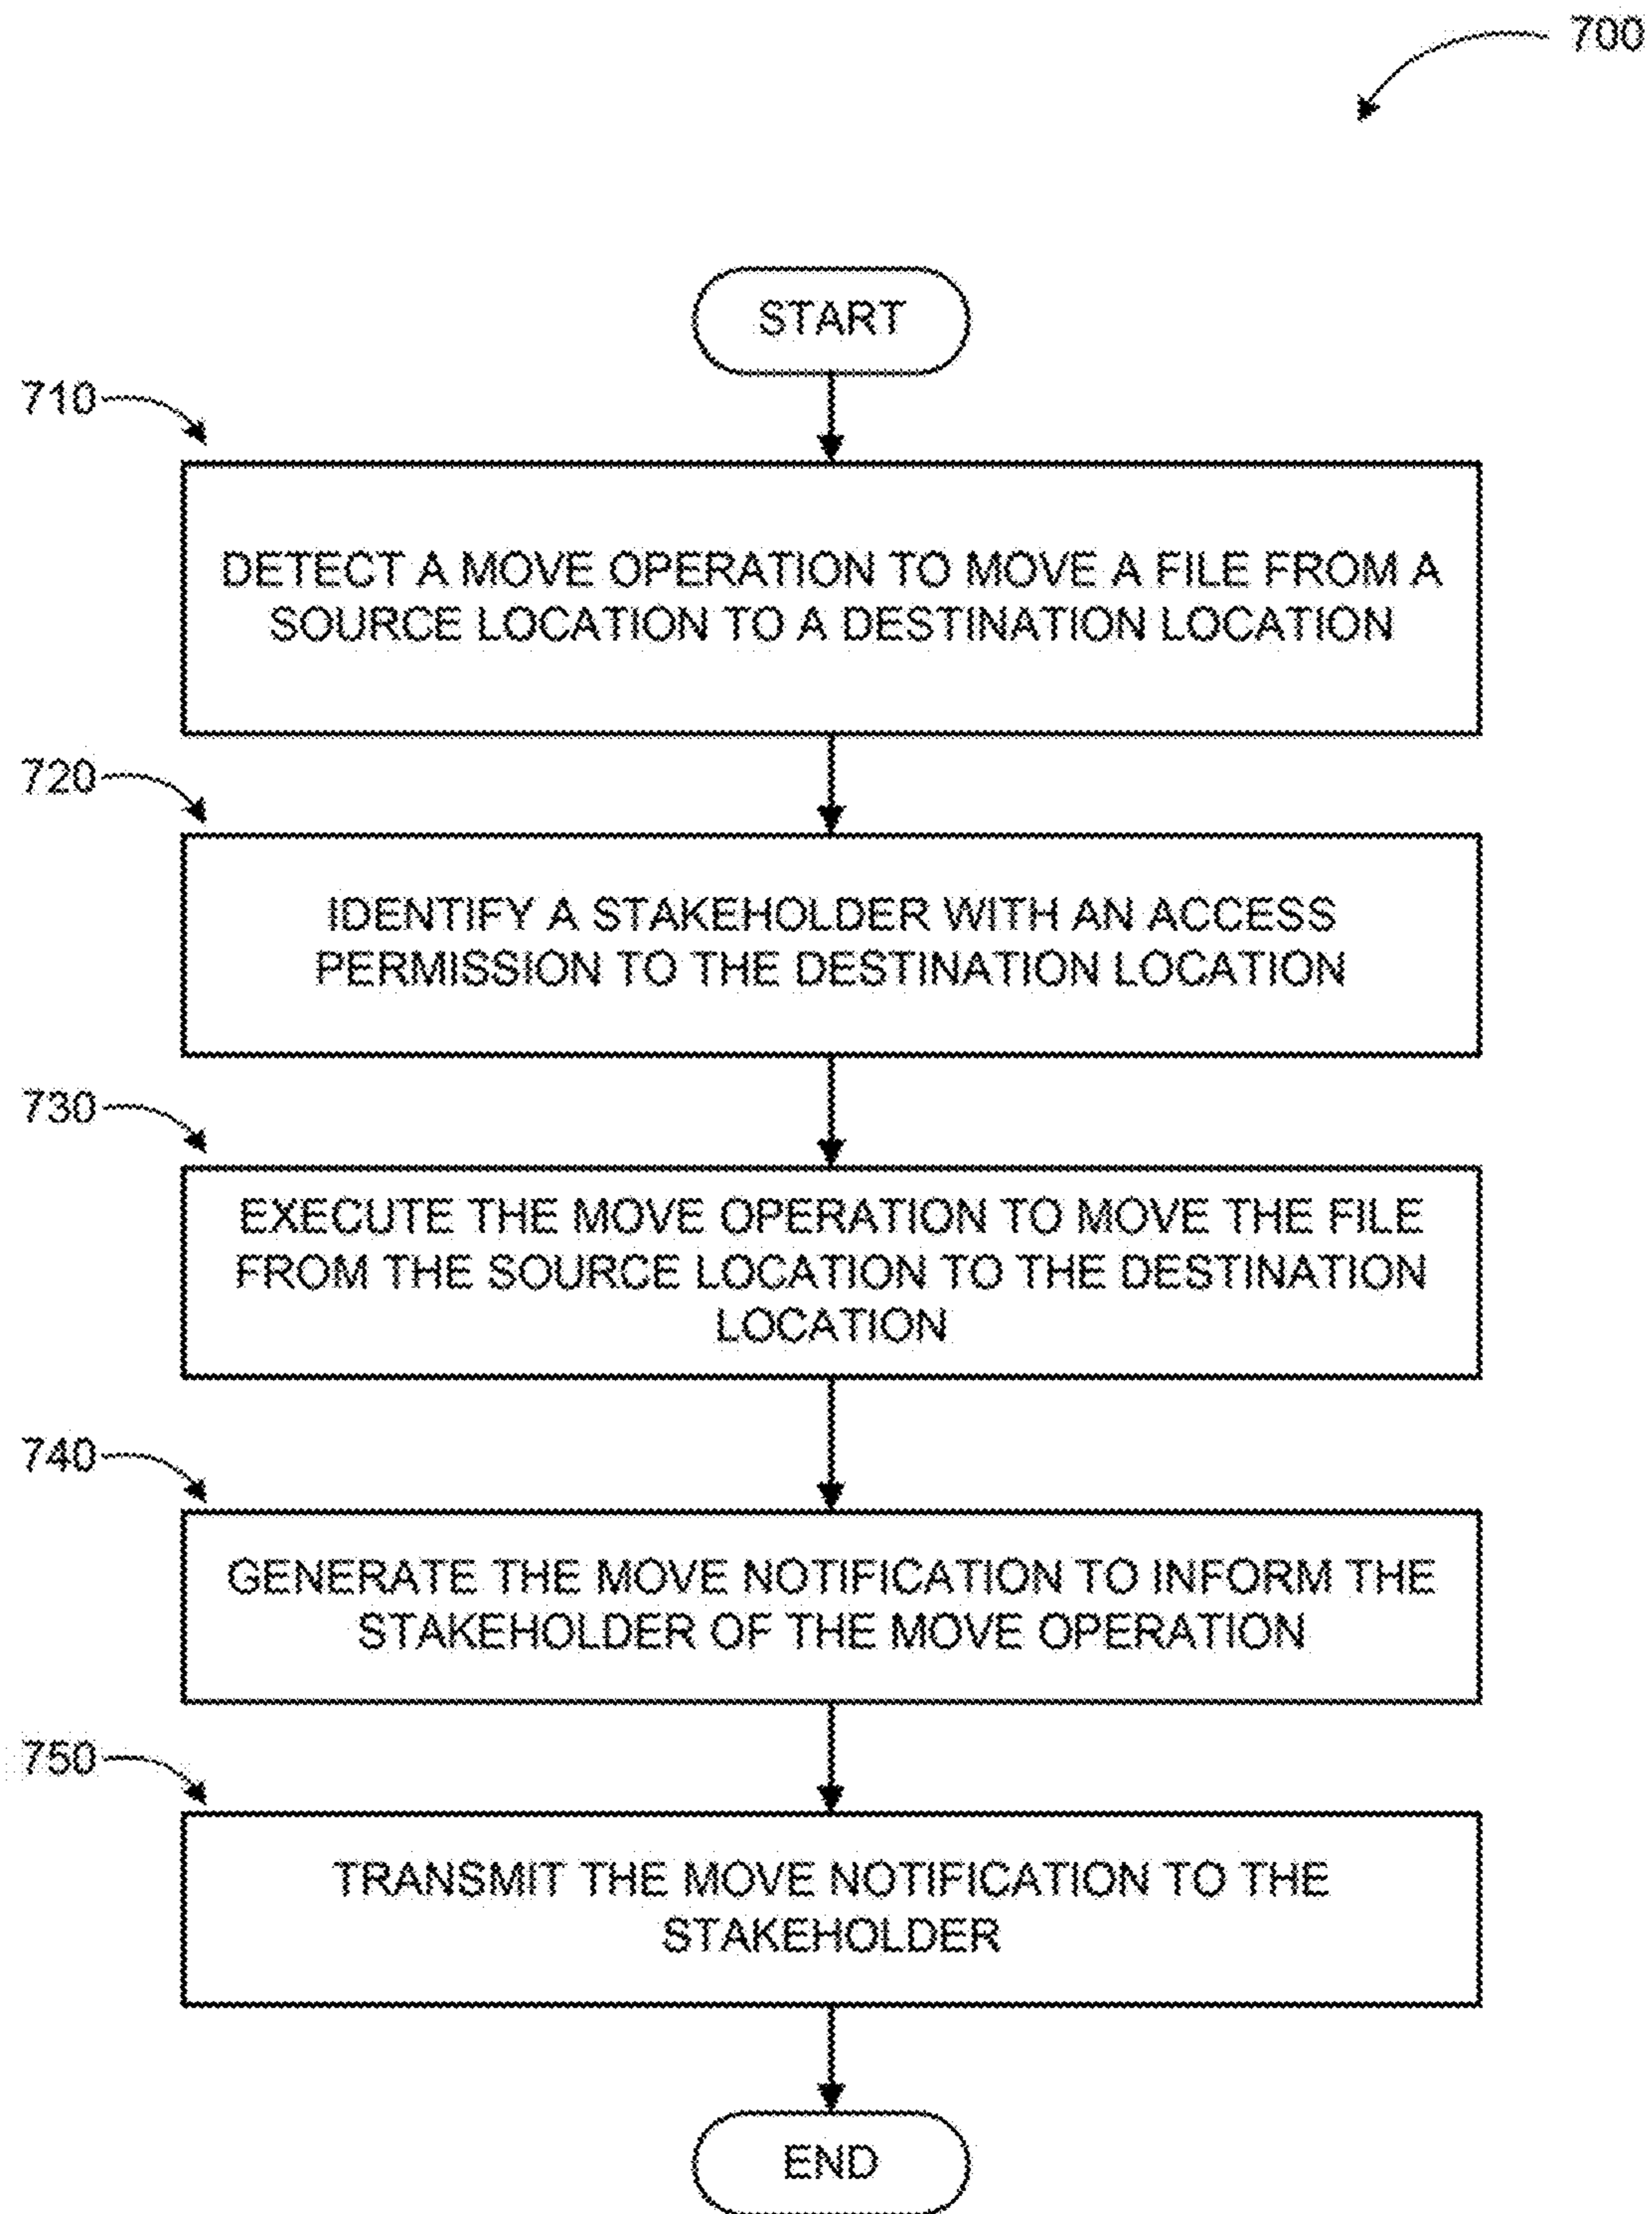 700
START
710
DETECT A MOVE OPERATION TO MOVE A FILE FROM A
SOURCE LOCATION TO A DESTINATION LOCATION
720
IDENTIFY A STAKEHOLDER WITH AN ACCESS
PERMISSION TO THE DESTINATION LOCATION
730
EXECUTE THE MOVE OPERATION TO MOVE THE FILE
FROM THE SOURCE LOCATION TO THE DESTINATION
LOCATION
740
GENERATE THE MOVE NOTIFICATION TO INFORM THE
STAKEHOLDER OF THE MOVE OPERATION
750
TRANSMIT THE MOVE NOTIFICATION TO THE
STAKEHOLDER
END